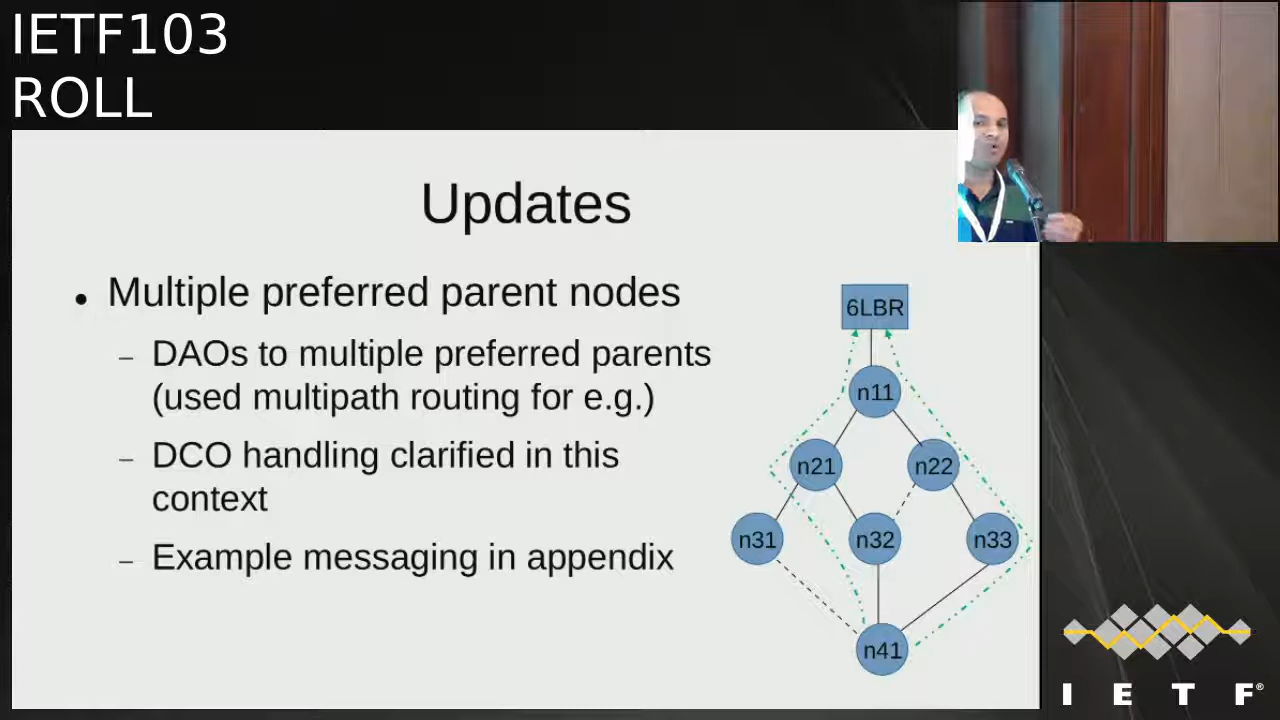 IETF103
ROLL
Updates
• Multiple preferred parent nodes
– DAOs to multiple preferred parents
(used multipath routing for e.g.)
– DCO handling clarified in this
context
– Example messaging in appendix
6LBR
n11
n21
n22
n31
n32
n33
n41
I E T F®